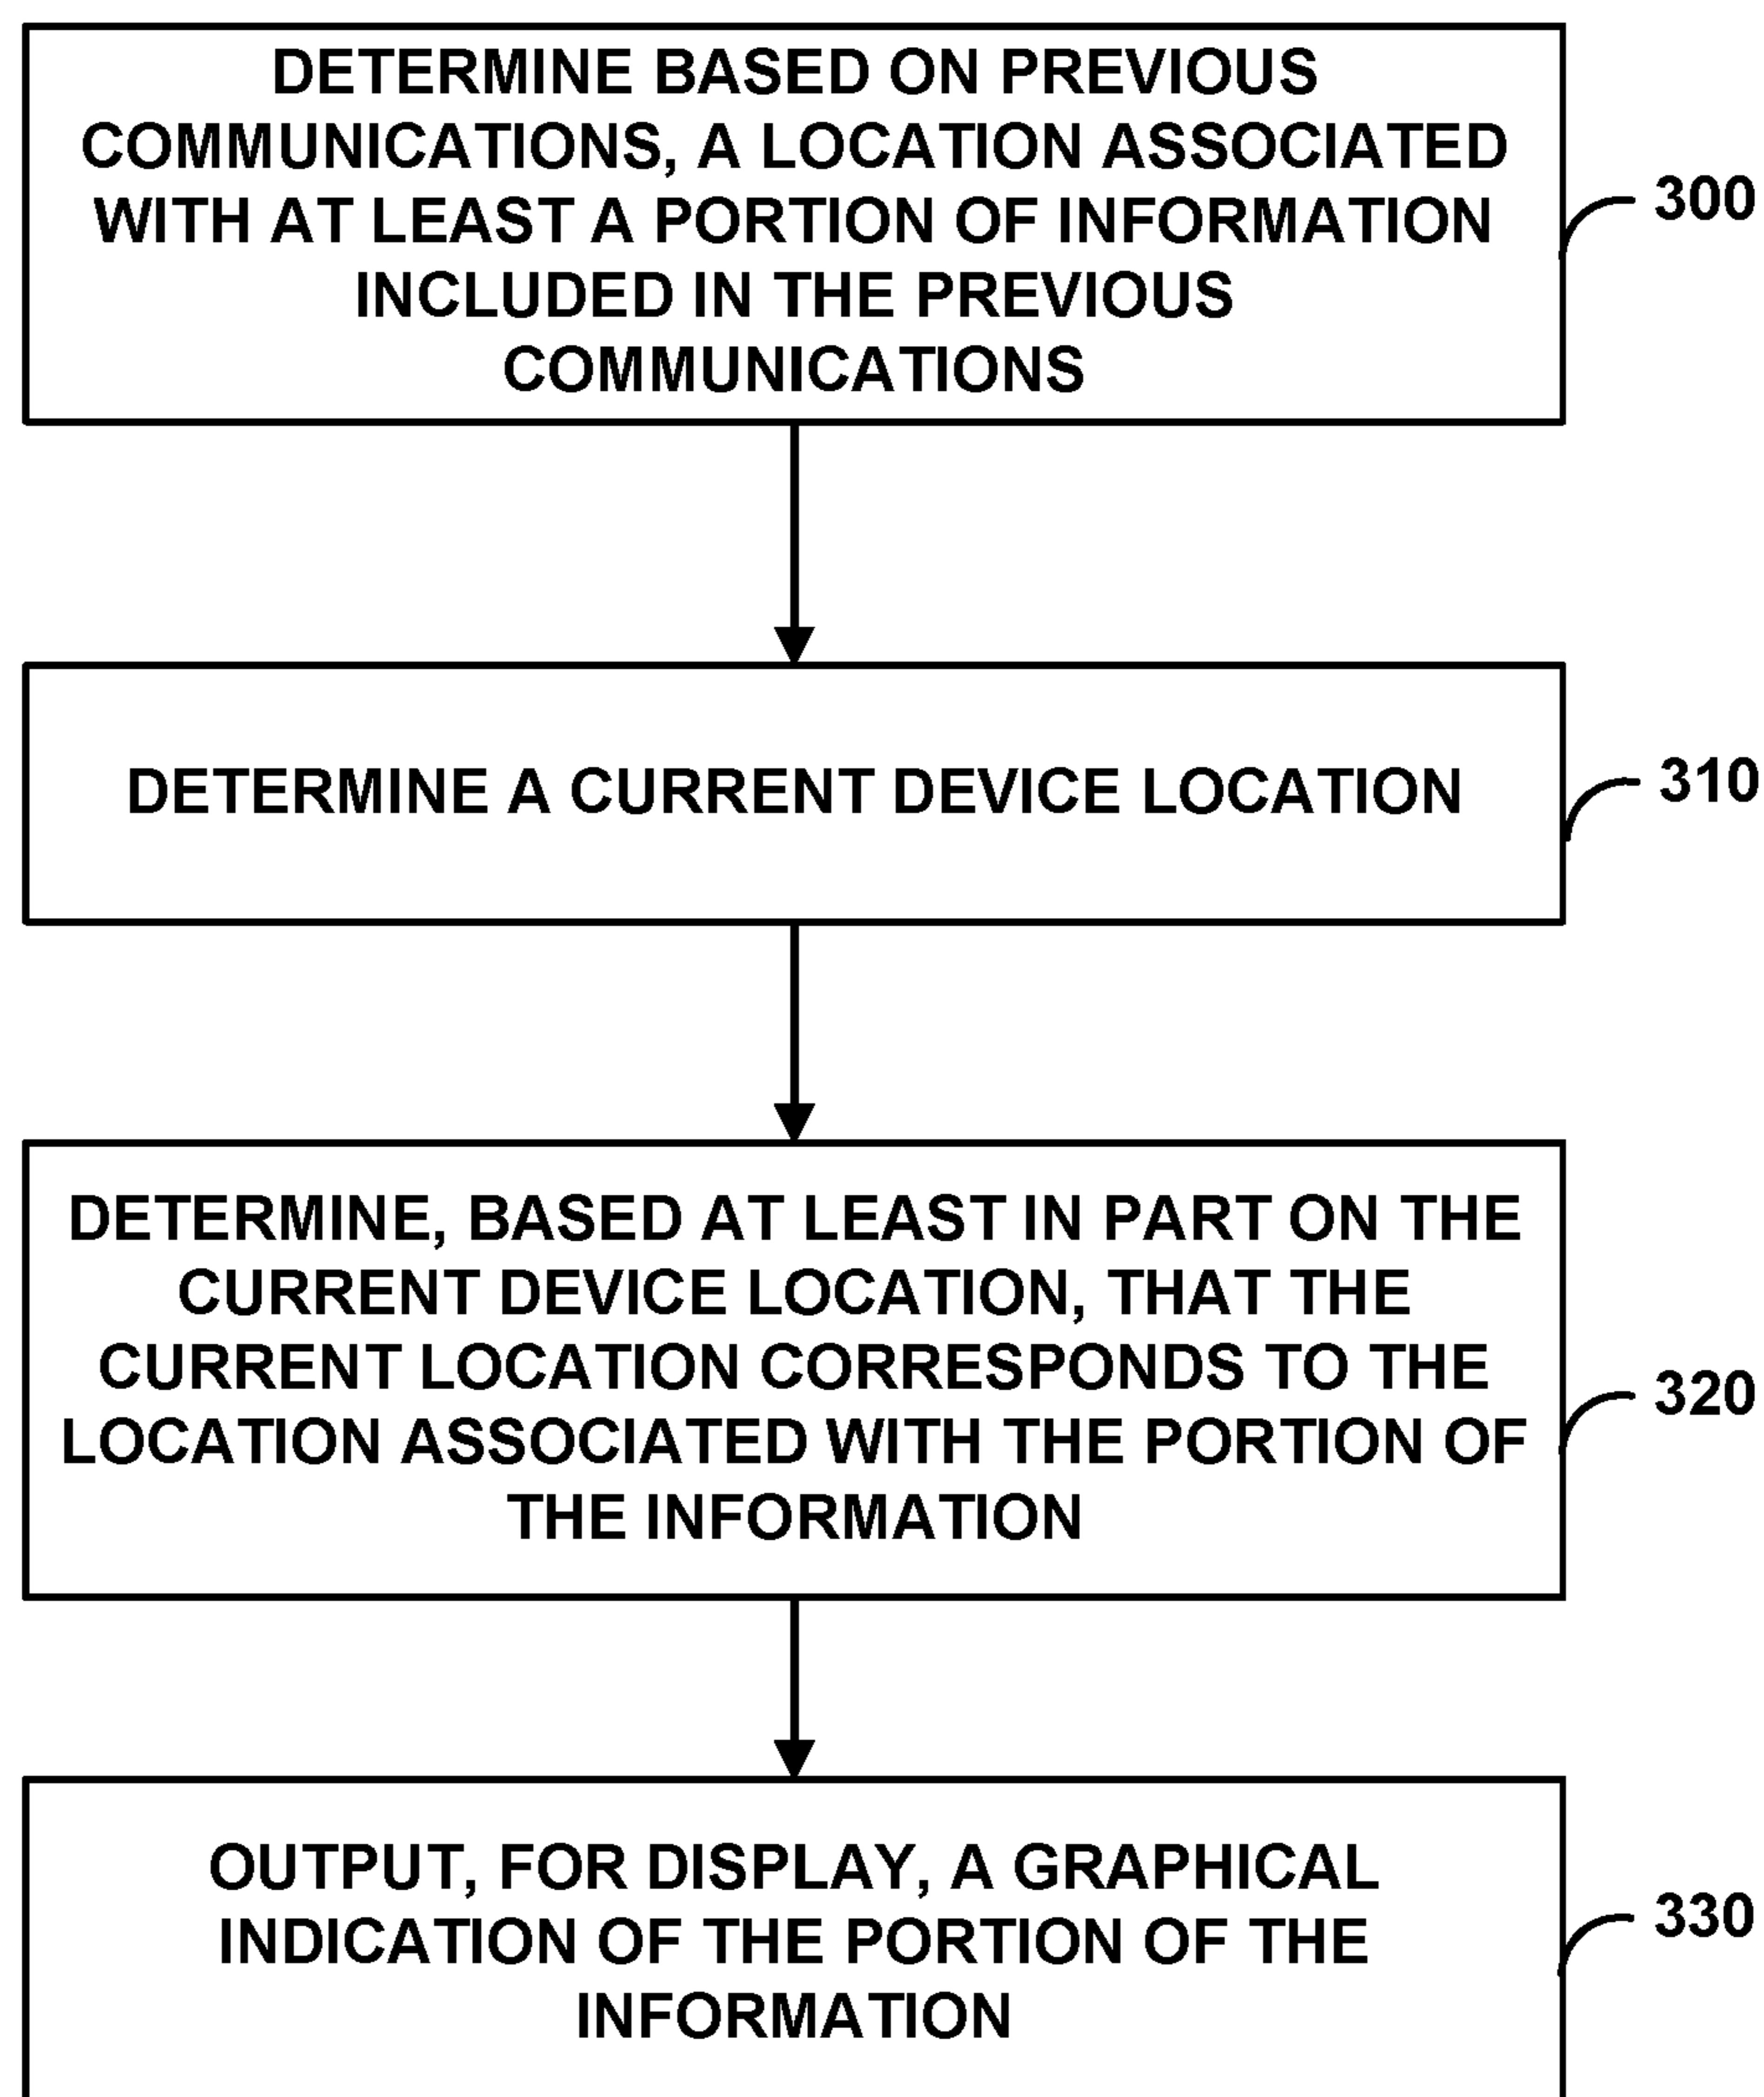 DETERMINE BASED ON PREVIOUS
COMMUNICATIONS, A LOCATION ASSOCIATED
WITH AT LEAST A PORTION OF INFORMATION
INCLUDED IN THE PREVIOUS
COMMUNICATIONS
300
DETERMINE A CURRENT DEVICE LOCATION
310
DETERMINE, BASED AT LEAST IN PART ON THE
CURRENT DEVICE LOCATION, THAT THE
CURRENT LOCATION CORRESPONDS TO THE
LOCATION ASSOCIATED WITH THE PORTION OF
THE INFORMATION
320
OUTPUT, FOR DISPLAY, A GRAPHICAL
INDICATION OF THE PORTION OF THE
INFORMATION
330